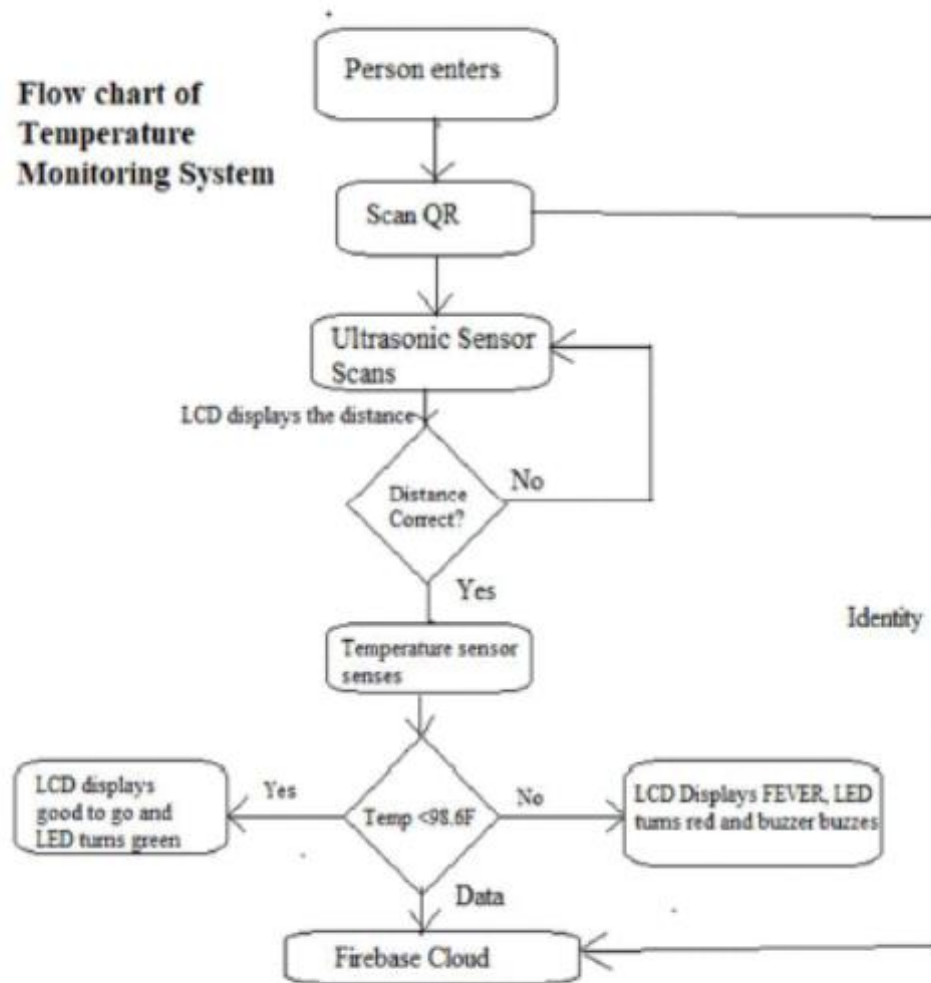 Person enters
Flow chart of
Temperature
Monitoring System
Scan QR
Ultrasonic Sensor
Scans
LCD displays the distance
No
Distance
Correct?
Yes
Identity
Temperature sensor
senses
LCD displays
good to go and
LED turns green
Yes
Temp <98.6F
No
LCD Displays FEVER, LED
turns red and buzzer buzzes
Data
Firebase Cloud